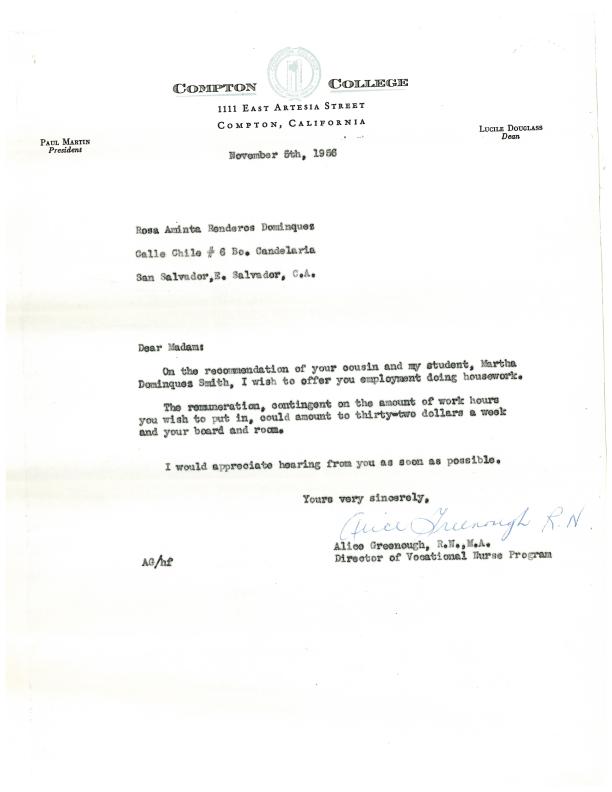 COMPTON COLLEGE
1111 EAST ARTESIA STREET
COMPTON, CALIFORNIA
PAUL MARTIN
President
LUCILE DOUGLASS
Dean
November 5th, 1956
Rosa Aminta Renderos Dominques
Calle Chile # 6 Bo. Candelaria
San Salvador,E. Salvador, C.A.
Dear Madam:
On the recommendation of your cousin and my student, Martha
Dominques Smith, I wish to offer you employment doing housework.
The remuneration, contingent on the amount of work hours
you wish to put in, could amount to thirty-two dollars a week
and your board and room.
I would appreciate hearing from you as soon as possible.
Yours very sincerely,
Alice Greenough R.N.
Alice Greenough, R.N.,M.A.
Director of Vocational Nurse Program
AG/hf